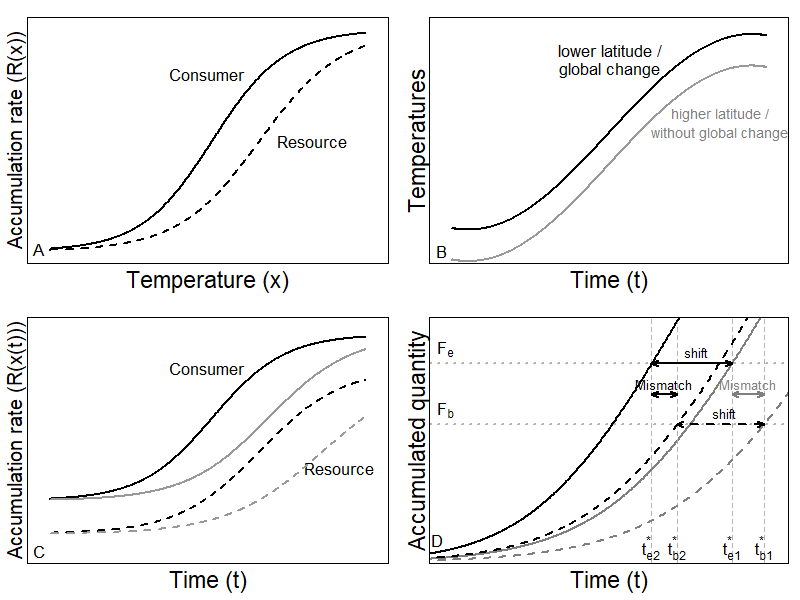 Accumulation rate (R(x))
Consumer
Resource
A
Temperature (x)
Temperatures
lower latitude /
global change
higher latitude /
without global change
B
Time (t)
Accumulation rate (R(x(t)))
Consumer
Resource
C
Time (t)
Accumulated quantity
Fe
shift
Mismatch
Mismatch
Fb
shift
D
t*e2
t*b2
t*e1
t*b1
Time (t)